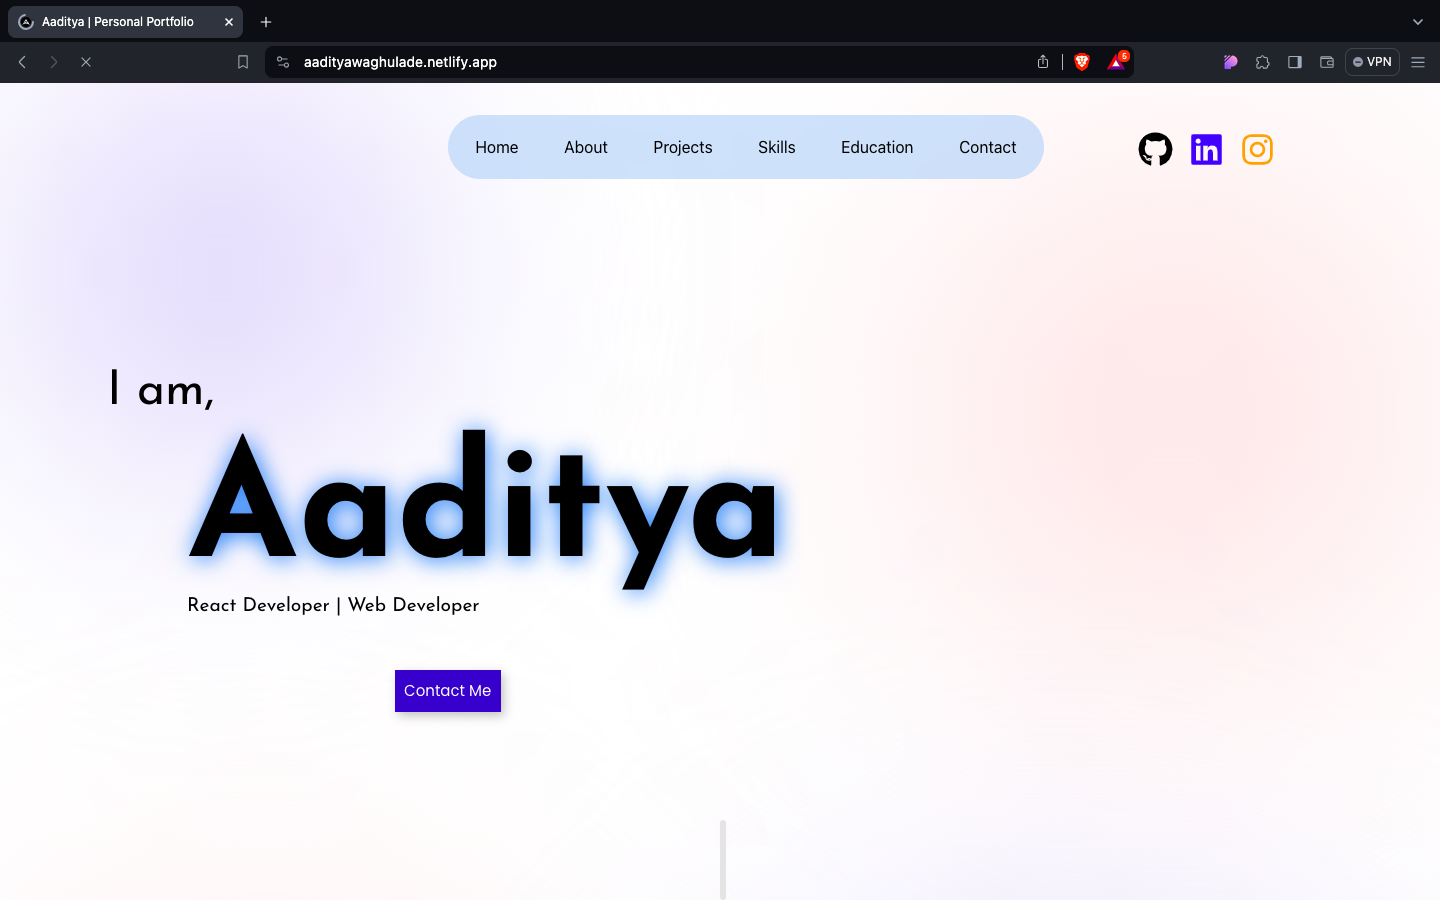 Aaditya | Personal Portfolio
aadityawaghulade.netlify.app
5
VPN
Home About Projects Skills Education Contact
in
I am,
Aaditya
React Developer | Web Developer
Contact Me